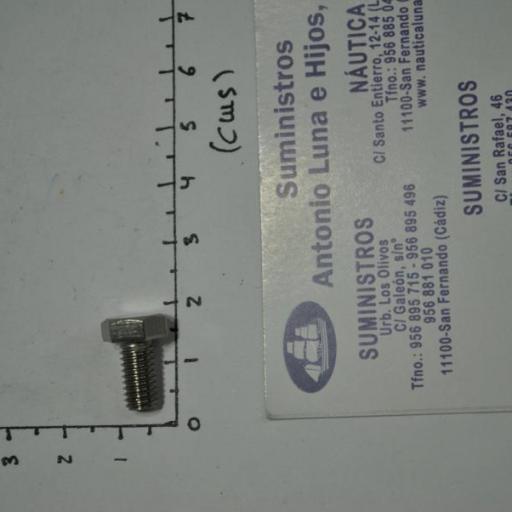 7
6
5
4
3
2
1
0
(cms)
3
2
1
Suministros
Antonio Luna e Hijos,
SUMINISTROS
Urb. Los Olivos
C/ Galeón, s/nº
Tfno.: 956 895 715 - 956 895 496
956 881 010
11100-San Fernando (Cádiz)
NÁUTICA
C/ Santo Entierro, 12-14 (
Tfno.: 956 885 04
11100-San Fernando (
www. nauticaluna
SUMINISTROS
C/ San Rafael, 46